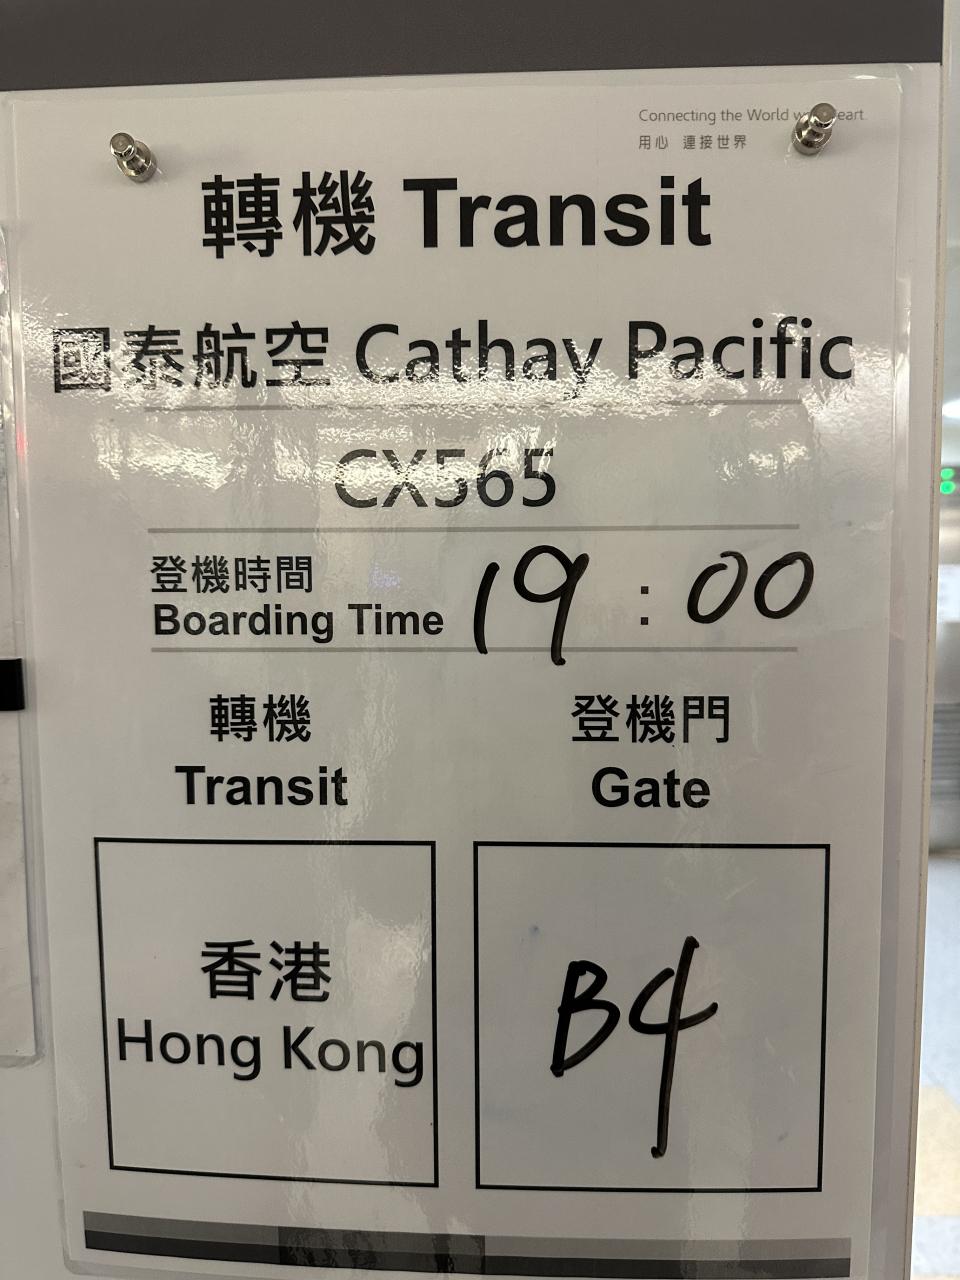 Connecting the World w eart.
用心 連接世界
轉機 Transit
國泰航空 Cathay Pacific
CX565
登機時間
Boarding Time 19 : 00
轉機
Transit
登機門
Gate
香港
Hong Kong
B4